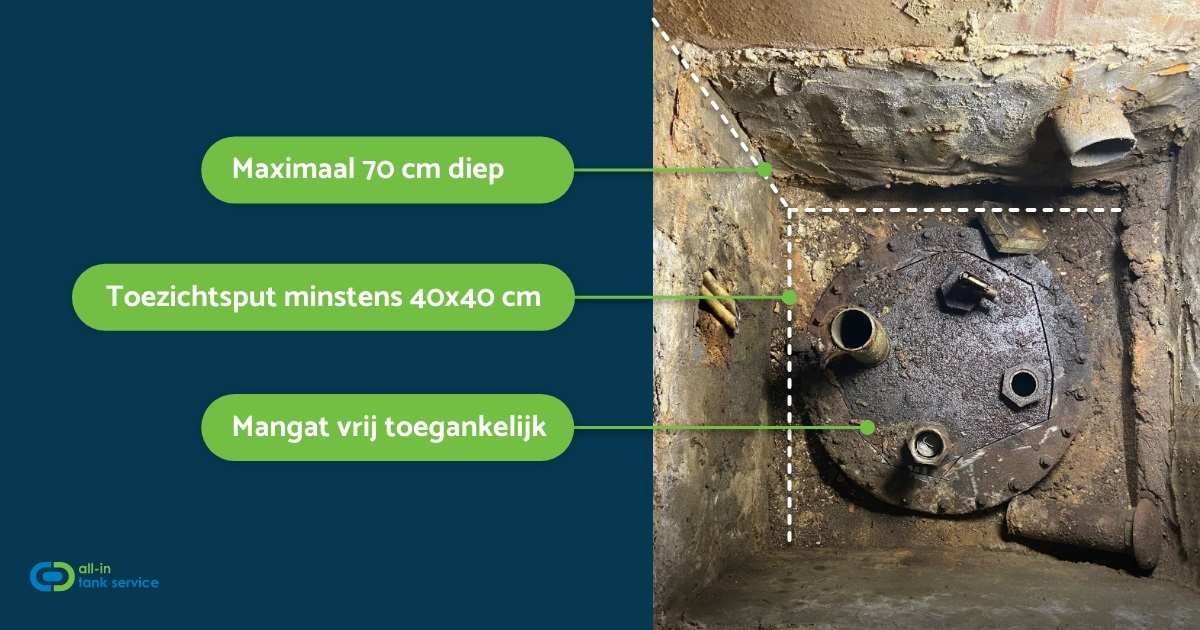 Maximaal 70 cm diep
Toezichtsput minstens 40x40 cm
Mangat vrij toegankelijk
all-in
tank service